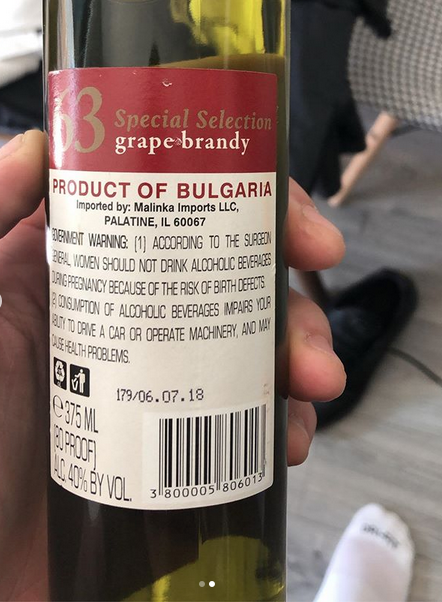 63 Special Selection
grape brandy
PRODUCT OF BULGARIA
Imported by: Malinka Imports LLC,
PALATINE, IL 60067
GOVERNMENT WARNING: (1) ACCORDING TO THE SURGEON
GENERAL WOMEN SHOULD NOT DRINK ALCOHOLIC BEVERAGES
DURING PREGNANCY BECAUSE OF THE RISK OF BIRTH DEFECTS.
(2) CONSUMPTION OF ALCOHOLIC BEVERAGES IMPAIRS YOUR
ABILITY TO DRIVE A CAR OR OPERATE MACHINERY, AND MAY
CAUSE HEALTH PROBLEMS.
179/06.07.18
℮ 375 ML
(80 PROOF)
ALC. 40% BY VOL.
3 800005 806013